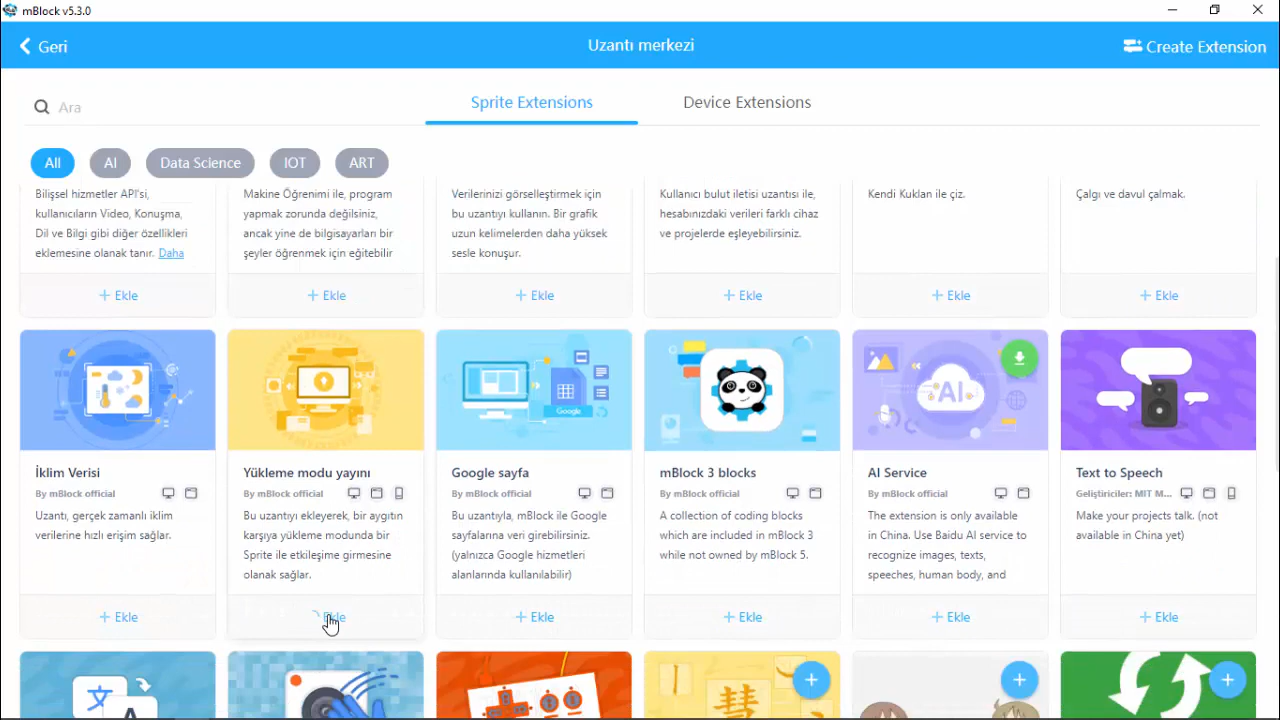 mBlock v5.3.0
Geri
Uzantı merkezi
Create Extension
Ara
Sprite Extensions
Device Extensions
All
AI
Data Science
IOT
ART
Bilişsel hizmetler API'si,
kullanıcıların Video, Konuşma,
Dil ve Bilgi gibi diğer özellikleri
eklemesine olanak tanır. Daha
+ Ekle
Makine Öğrenimi ile, program
yapmak zorunda değilsiniz,
ancak yine de bilgisayarları bir
şeyler öğrenmek için eğitebilir
+ Ekle
Verilerinizi görselleştirmek için
bu uzantıyı kullanın. Bir grafik
uzun kelimelerden daha yüksek
sesle konuşur.
+ Ekle
Kullanıcı bulut iletisi uzantısı ile,
hesabınızdaki verileri farklı cihaz
ve projelerde eşleyebilirsiniz.
+ Ekle
Kendi Kuklan ile çiz.
+ Ekle
Çalgı ve davul çalmak.
+ Ekle
İklim Verisi
By mBlock official
Uzantı, gerçek zamanlı iklim
verilerine hızlı erişim sağlar.
+ Ekle
Yükleme modu yayını
By mBlock official
Bu uzantıyı ekleyerek, bir aygıtın
karşıya yükleme modunda bir
Sprite ile etkileşime girmesine
olanak sağlar.
Ekle
Google
Google sayfa
By mBlock official
Bu uzantıyla, mBlock ile Google
sayfalarına veri girebilirsiniz.
(yalnızca Google hizmetleri
alanlarında kullanılabilir)
+ Ekle
mBlock 3 blocks
By mBlock official
A collection of coding blocks
which are included in mBlock 3
while not owned by mBlock 5.
+ Ekle
AI
AI Service
By mBlock official
The extension is only available
in China. Use Baidu AI service to
recognize images, texts,
speeches, human body, and
+ Ekle
Text to Speech
Geliştiriciler: MIT M...
Make your projects talk. (not
available in China yet)
+ Ekle
文
A
慧